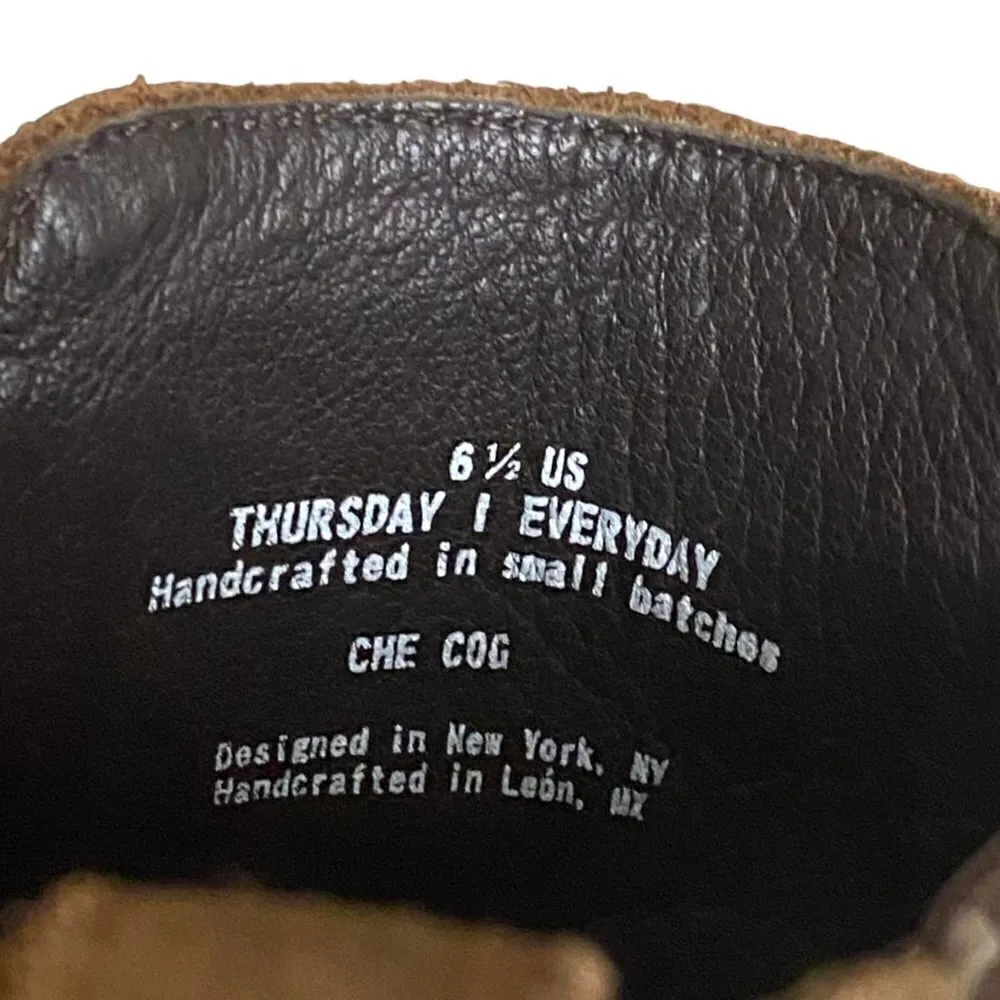 6 ½ US
THURSDAY | EVERYDAY
Handcrafted in small batches
CHE COG
Designed in New York, NY
Handcrafted in León, MX